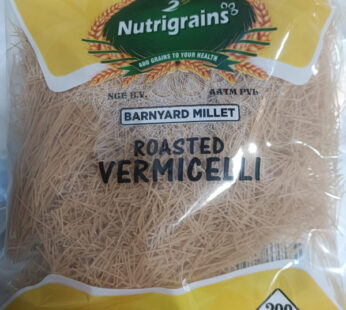 Nutrigrains
ADD GRAINS TO YOUR HEALTH
BARNYARD MILLET
ROASTED
VERMICELLI